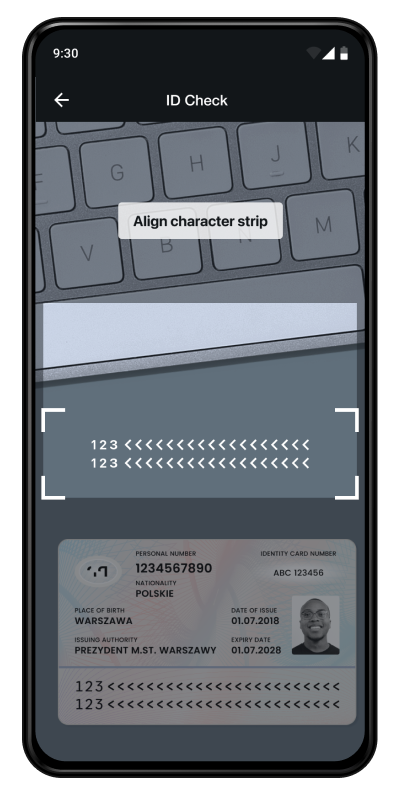 9:30
ID Check
F G H J K
Align character strip
V B N M
123 <<<<<<<<<<<<<<<<<<
123 <<<<<<<<<<<<<<<<<<
PERSONAL NUMBER IDENTITY CARD NUMBER
1234567890
ABC 123456
NATIONALITY
POLSKIE
PLACE OF BIRTH DATE OF ISSUE
WARSZAWA 01.07.2018
ISSUING AUTHORITY EXPIRY DATE
PREZYDENT M.ST. WARSZAWY 01.07.2028
123<<<<<<<<<<<<<<<<<<<
123<<<<<<<<<<<<<<<<<<<